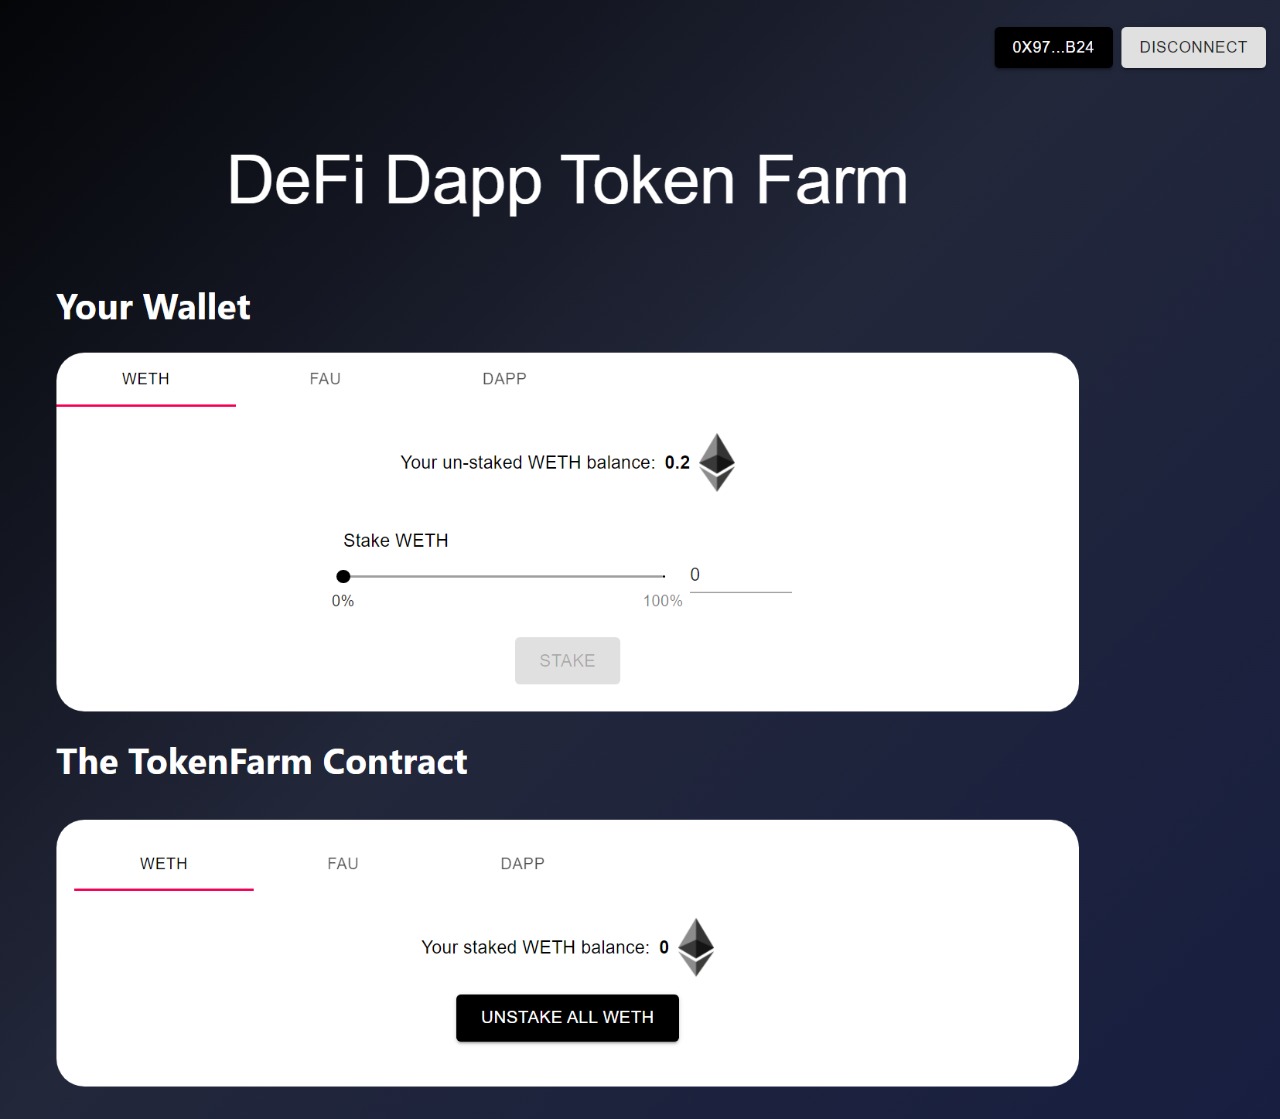 0X97...B24 DISCONNECT
DeFi Dapp Token Farm
Your Wallet
WETH FAU DAPP
Your un-staked WETH balance: 0.2
Stake WETH
0
0% 100%
STAKE
The TokenFarm Contract
WETH FAU DAPP
Your staked WETH balance: 0
UNSTAKE ALL WETH